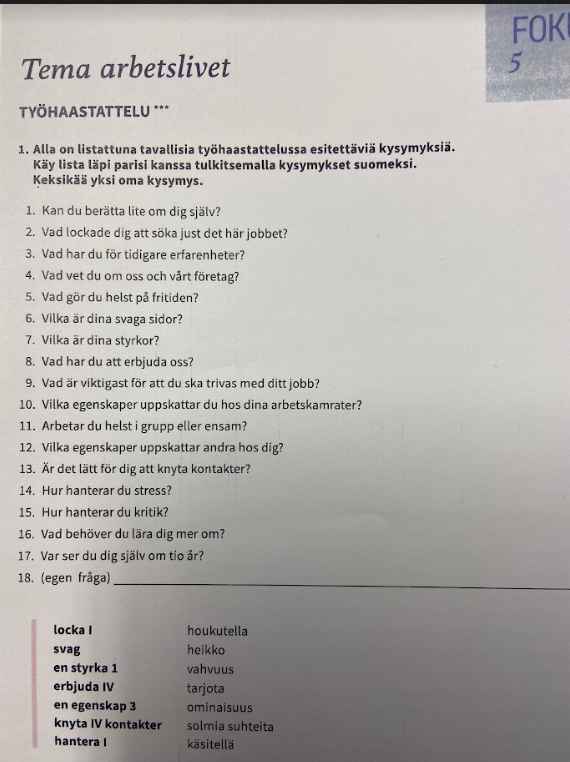 FOKU
5
Tema arbetslivet
TYÖHAASTATTELU ***
1. Alla on listattuna tavallisia työhaastattelussa esitettäviä kysymyksiä.
Käy lista läpi parisi kanssa tulkitsemalla kysymykset suomeksi.
Keksikää yksi oma kysymys.
1. Kan du berätta lite om dig själv?
2. Vad lockade dig att söka just det här jobbet?
3. Vad har du för tidigare erfarenheter?
4. Vad vet du om oss och vårt företag?
5. Vad gör du helst på fritiden?
6. Vilka är dina svaga sidor?
7. Vilka är dina styrkor?
8. Vad har du att erbjuda oss?
9. Vad är viktigast för att du ska trivas med ditt jobb?
10. Vilka egenskaper uppskattar du hos dina arbetskamrater?
11. Arbetar du helst i grupp eller ensam?
12. Vilka egenskaper uppskattar andra hos dig?
13. Är det lätt för dig att knyta kontakter?
14. Hur hanterar du stress?
15. Hur hanterar du kritik?
16. Vad behöver du lära dig mer om?
17. Var ser du dig själv om tio år?
18. (egen fråga)
locka I houkutella
svag heikko
en styrka 1 vahvuus
erbjuda IV tarjota
en egenskap 3 ominaisuus
knyta IV kontakter solmia suhteita
hantera I käsitellä